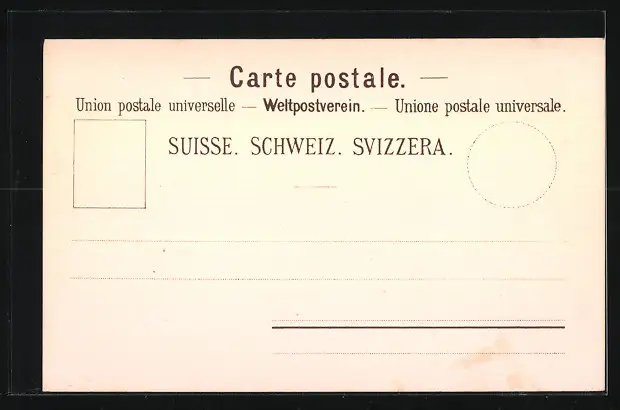 — Carte postale. —
Union postale universelle — Weltpostverein. — Unione postale universale.
SUISSE. SCHWEIZ. SVIZZERA.